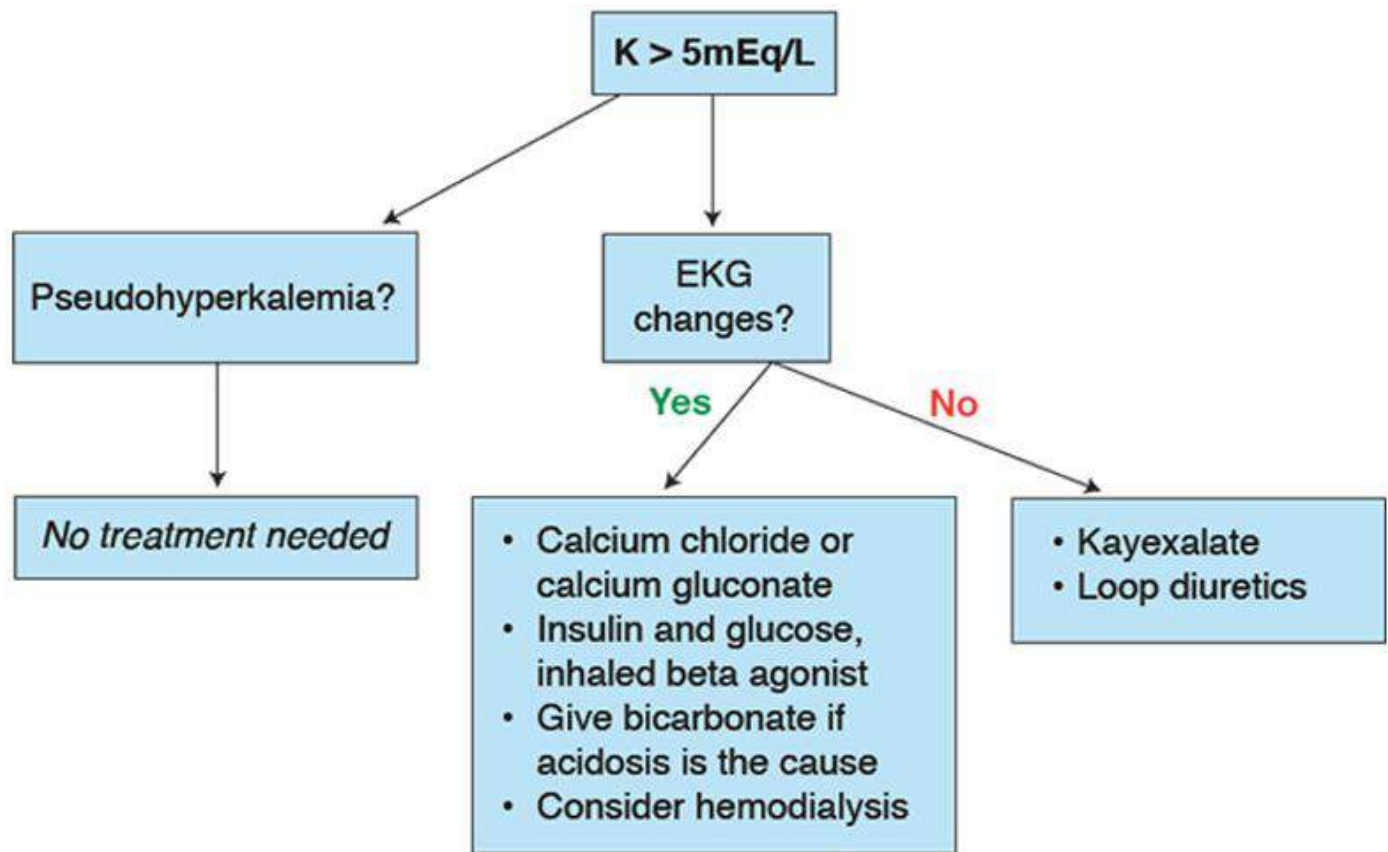 K > 5mEq/L
Pseudohyperkalemia?
EKG
changes?
Yes
No
No treatment needed
• Calcium chloride or
calcium gluconate
• Insulin and glucose,
inhaled beta agonist
• Give bicarbonate if
acidosis is the cause
• Consider hemodialysis
• Kayexalate
• Loop diuretics